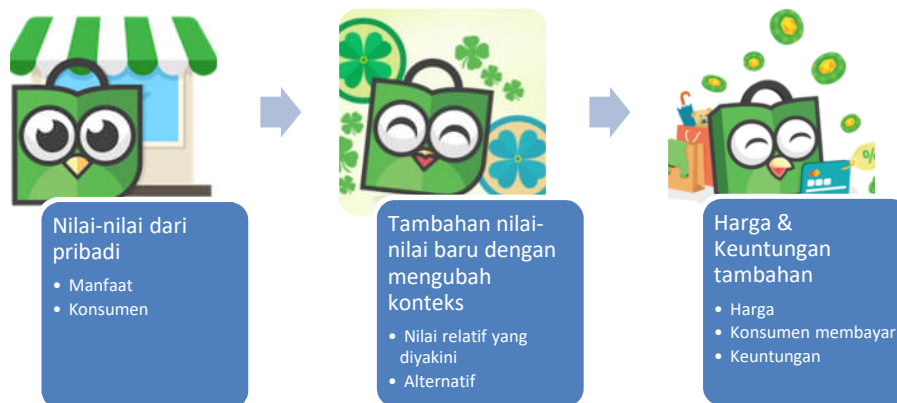 Nilai-nilai dari
pribadi
• Manfaat
• Konsumen
Tambahan nilai-
nilai baru dengan
mengubah
konteks
• Nilai relatif yang
diyakini
• Alternatif
Harga &
Keuntungan
tambahan
• Harga
• Konsumen membayar
• Keuntungan
%